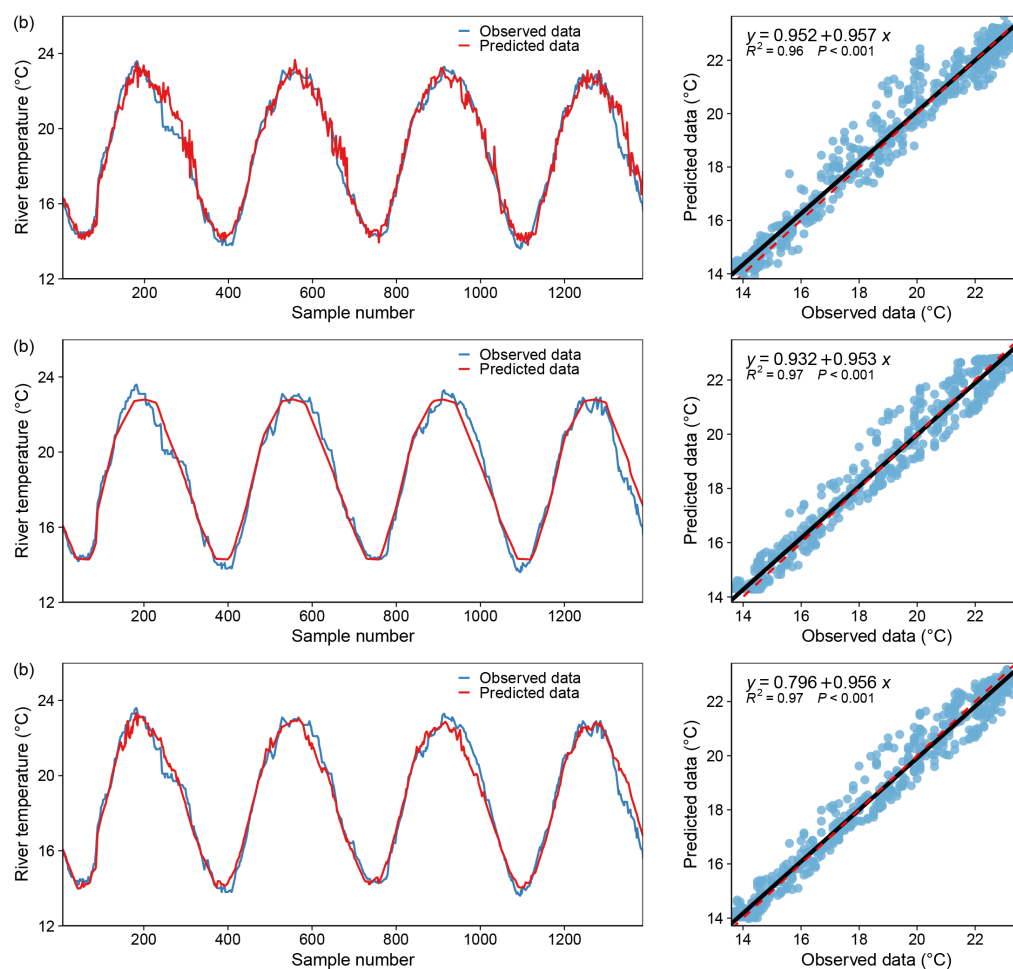 (b)
Observed data
Predicted data
River temperature (°C)
24
20
16
12
200
400
600
800
1000
1200
Sample number
y = 0.952 + 0.957 x
R² = 0.96 P < 0.001
Predicted data (°C)
22
20
18
16
14
14
16
18
20
22
Observed data (°C)
(b)
Observed data
Predicted data
River temperature (°C)
24
20
16
12
200
400
600
800
1000
1200
Sample number
y = 0.932 + 0.953 x
R² = 0.97 P < 0.001
Predicted data (°C)
22
20
18
16
14
14
16
18
20
22
Observed data (°C)
(b)
Observed data
Predicted data
River temperature (°C)
24
20
16
12
200
400
600
800
1000
1200
Sample number
y = 0.796 + 0.956 x
R² = 0.97 P < 0.001
Predicted data (°C)
22
20
18
16
14
14
16
18
20
22
Observed data (°C)